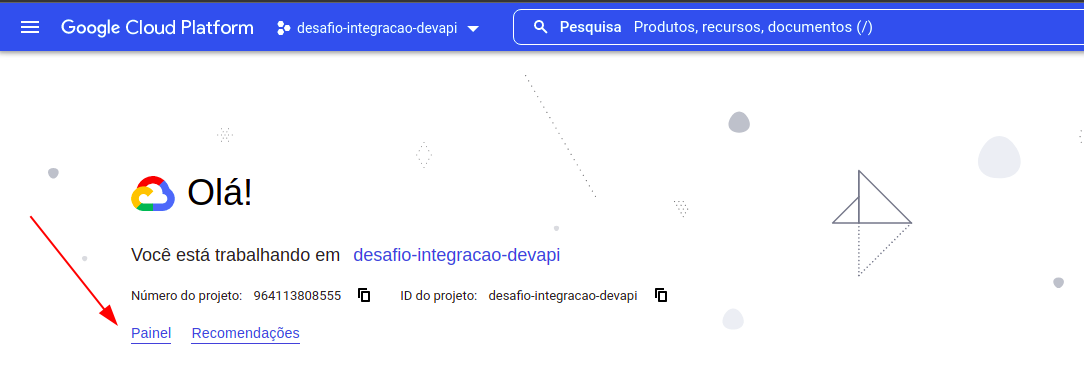 Google Cloud Platform desafio-integracao-devapi Pesquisa Produtos, recursos, documentos (/)
Olá!
Você está trabalhando em desafio-integracao-devapi
Número do projeto: 964113808555 ID do projeto: desafio-integracao-devapi
Painel Recomendações